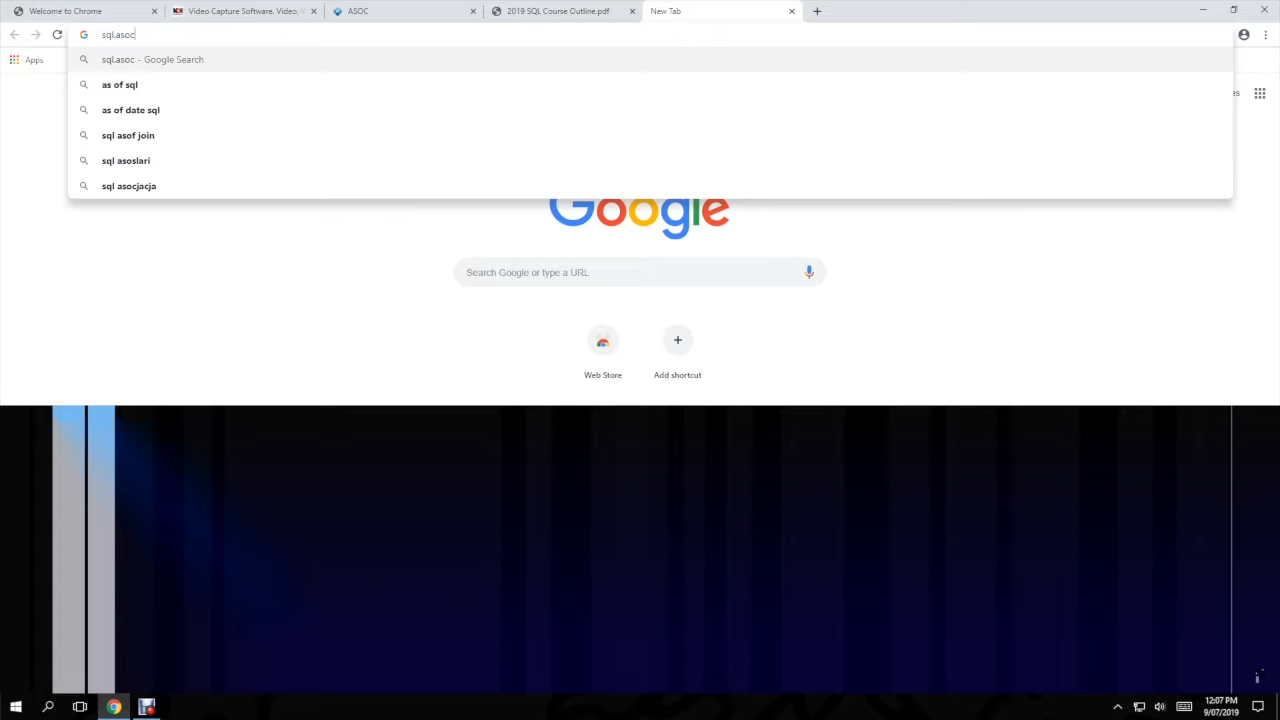 Welcome to Chrome
Video Capture Software. Video, V
ASOC
2019 SQL Course Outline.pdf
New Tab
sql.asoc
Apps
sql.asoc - Google Search
as of sql
as of date sql
sql asof join
sql asoslari
sql asocjacja
es
Google
Search Google or type a URL
Web Store
Add shortcut
12:07 PM
9/07/2019